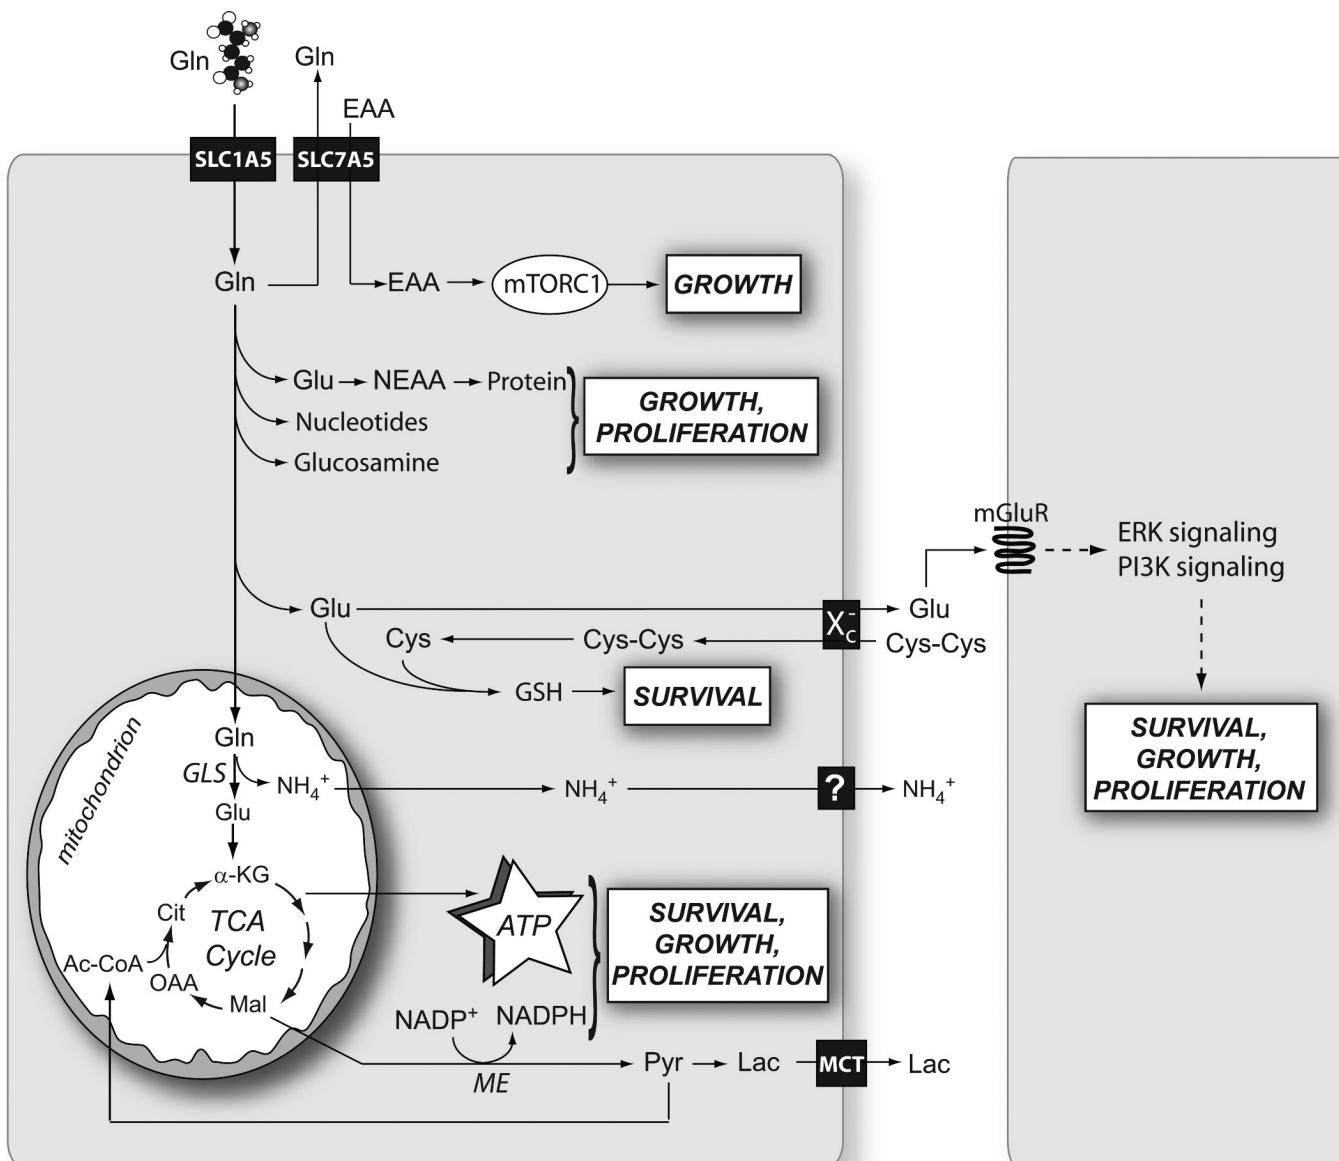 Gln
Gln
EAA
SLC1A5
SLC7A5
Gln
EAA
mTORC1
GROWTH
Glu
NEAA
Protein
Nucleotides
Glucosamine
GROWTH,
PROLIFERATION
mGluR
ERK signaling
PI3K signaling
Glu
Xc-
Glu
Cys
Cys-Cys
Cys-Cys
GSH
SURVIVAL
SURVIVAL,
GROWTH,
PROLIFERATION
mitochondrion
Gln
GLS
NH4+
NH4+
?
NH4+
Glu
α-KG
Cit
TCA
Cycle
Ac-CoA
OAA
Mal
ATP
SURVIVAL,
GROWTH,
PROLIFERATION
NADP+
NADPH
ME
Pyr
Lac
MCT
Lac